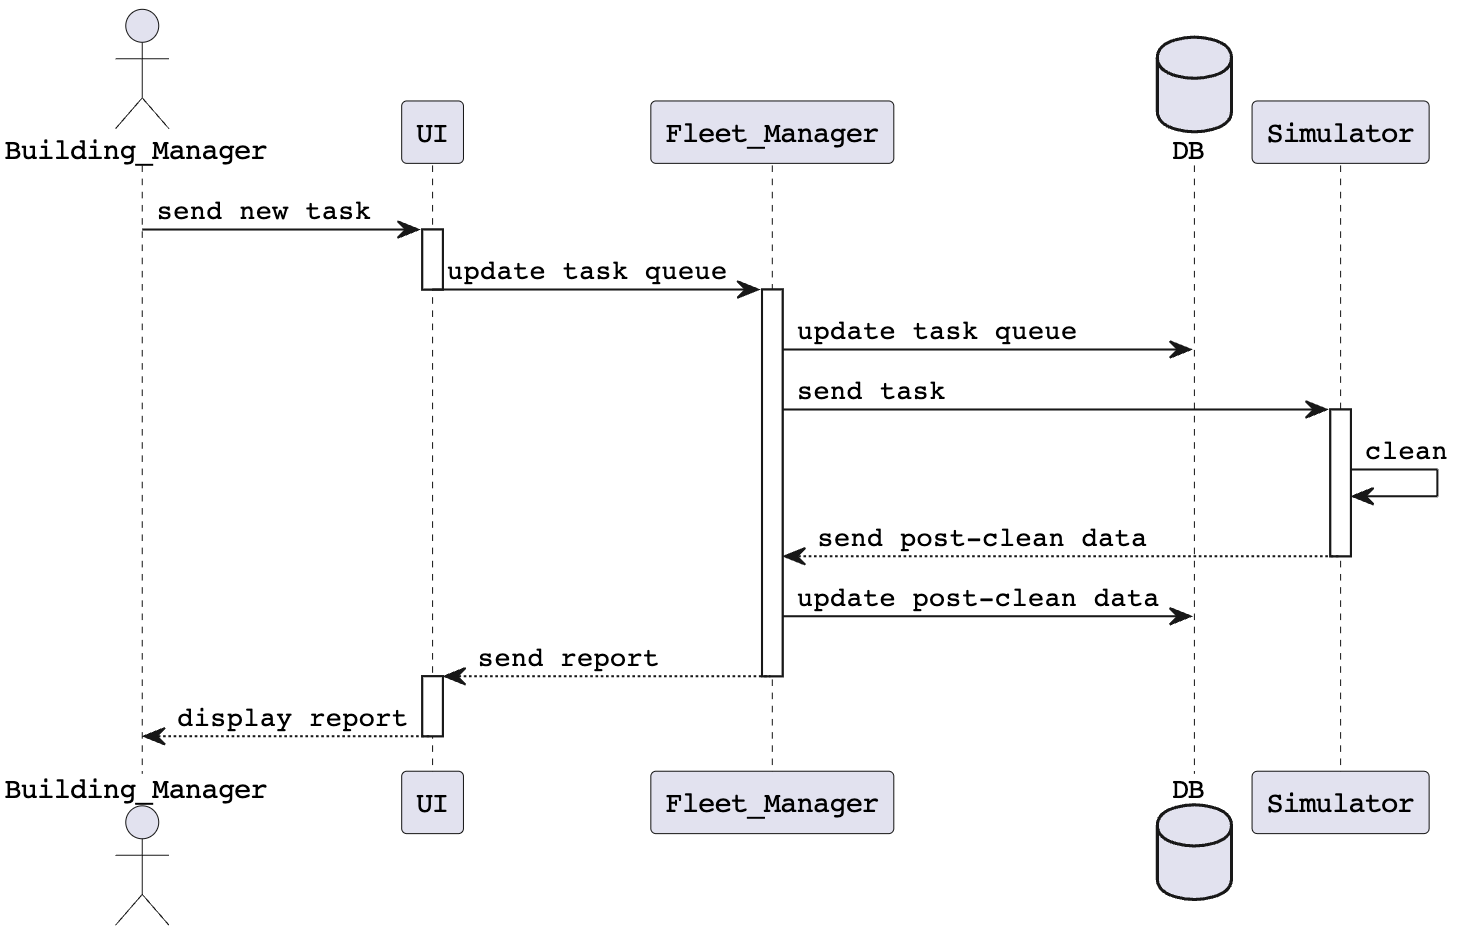 Building_Manager
UI
Fleet_Manager
DB
Simulator
send new task
update task queue
update task queue
send task
clean
send post-clean data
update post-clean data
send report
display report
Building_Manager
UI
Fleet_Manager
DB
Simulator